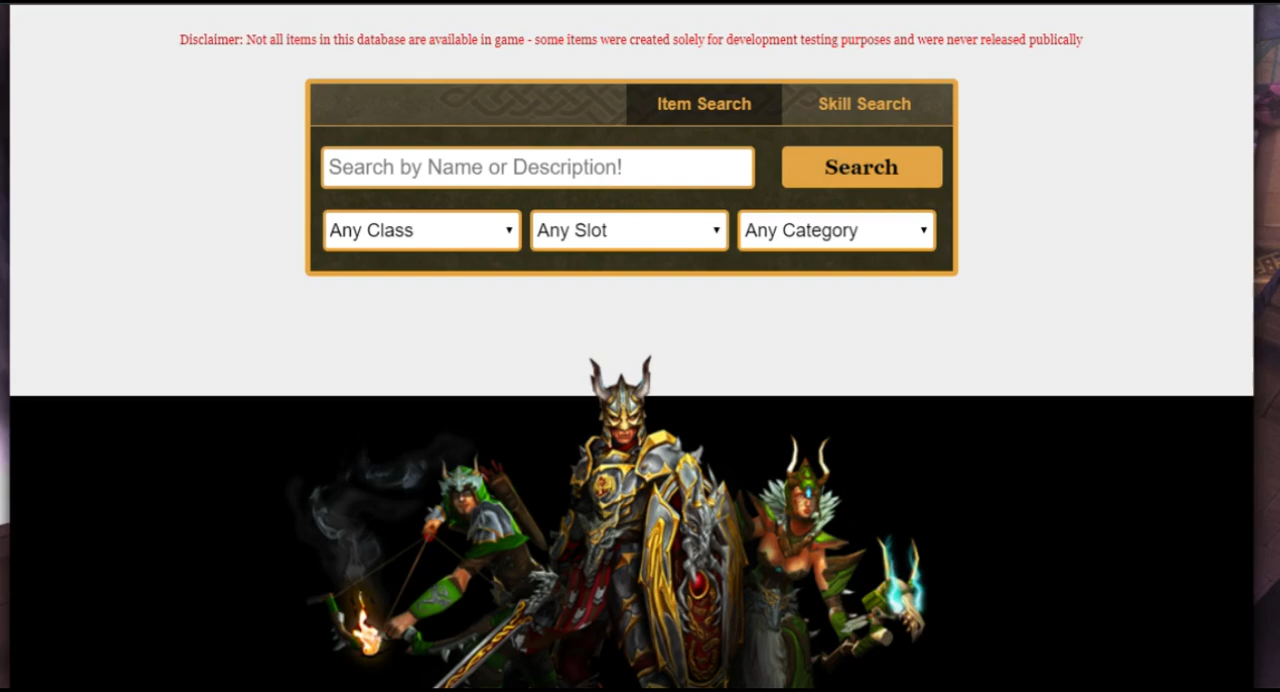 Disclaimer: Not all items in this database are available in game - some items were created solely for development testing purposes and were never released publically
Item Search Skill Search
Search by Name or Description! Search
Any Class Any Slot Any Category